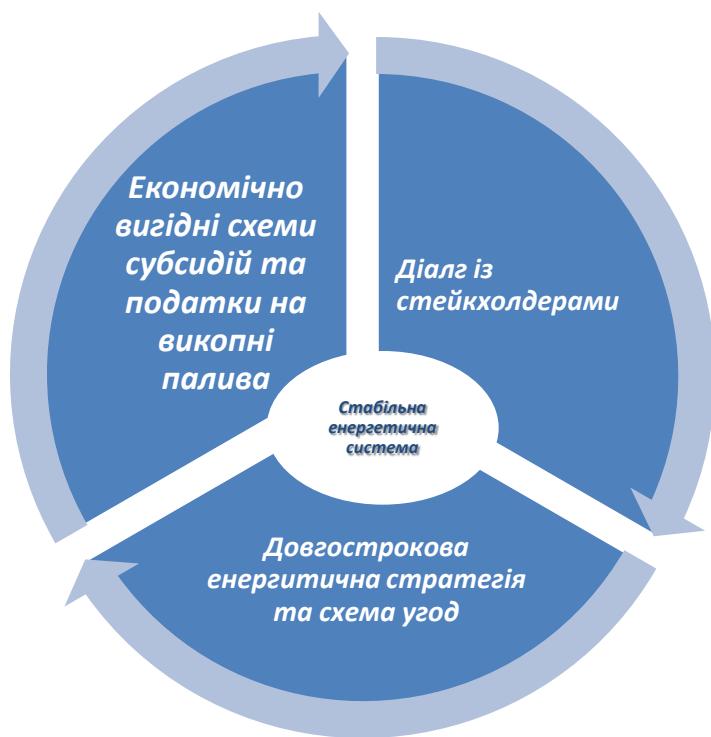 Економічно
вигідні схеми
субсидій та
податки на
викопні
палива
Діалг із
стейкхолдерами
Стабільна
енергетична
система
Довгострокова
енергитична стратегія
та схема угод